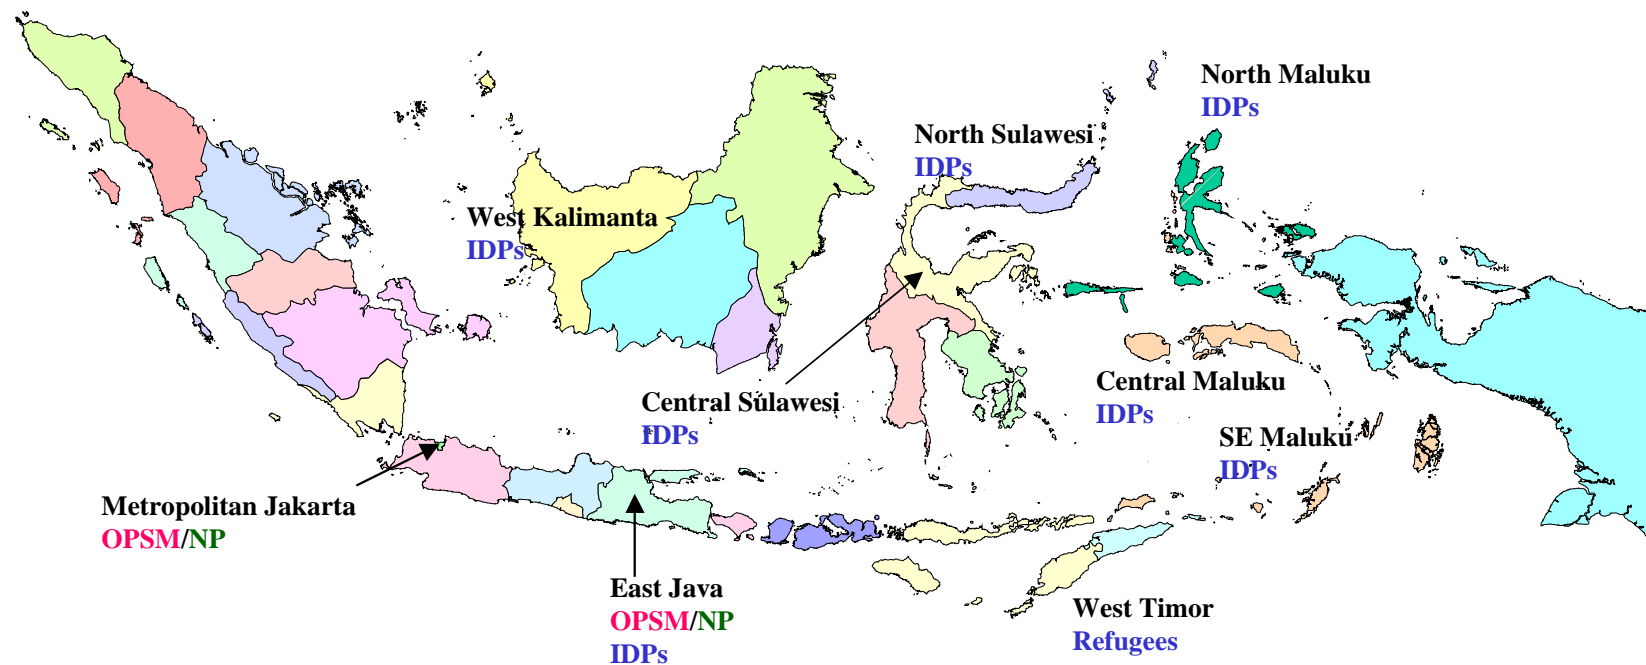 North Maluku
IDPs
North Sulawesi
IDPs
West Kalimanta
IDPs
Central Sulawesi
IDPs
Central Maluku
IDPs
SE Maluku
IDPs
Metropolitan Jakarta
OPSM/NP
East Java
OPSM/NP
IDPs
West Timor
Refugees